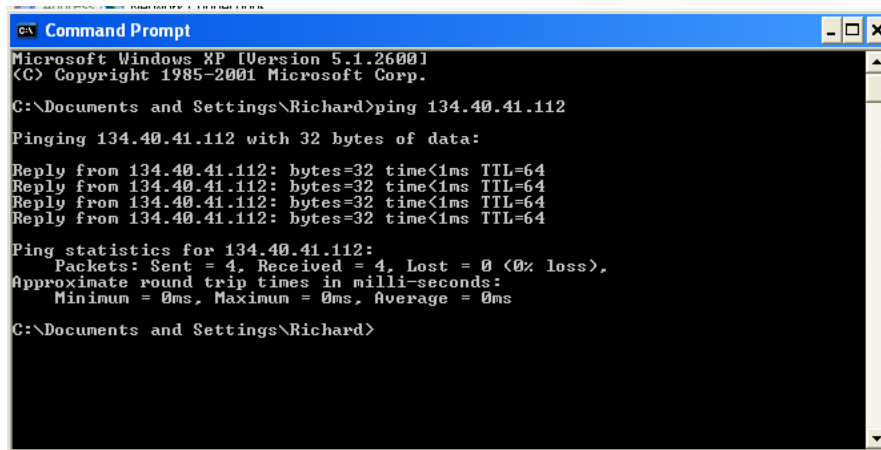 Command Prompt
Microsoft Windows XP [Version 5.1.2600]
(C) Copyright 1985-2001 Microsoft Corp.
C:\Documents and Settings\Richard>ping 134.40.41.112
Pinging 134.40.41.112 with 32 bytes of data:
Reply from 134.40.41.112: bytes=32 time<1ms TTL=64
Reply from 134.40.41.112: bytes=32 time<1ms TTL=64
Reply from 134.40.41.112: bytes=32 time<1ms TTL=64
Reply from 134.40.41.112: bytes=32 time<1ms TTL=64
Ping statistics for 134.40.41.112:
Packets: Sent = 4, Received = 4, Lost = 0 (0% loss),
Approximate round trip times in milli-seconds:
Minimum = 0ms, Maximum = 0ms, Average = 0ms
C:\Documents and Settings\Richard>